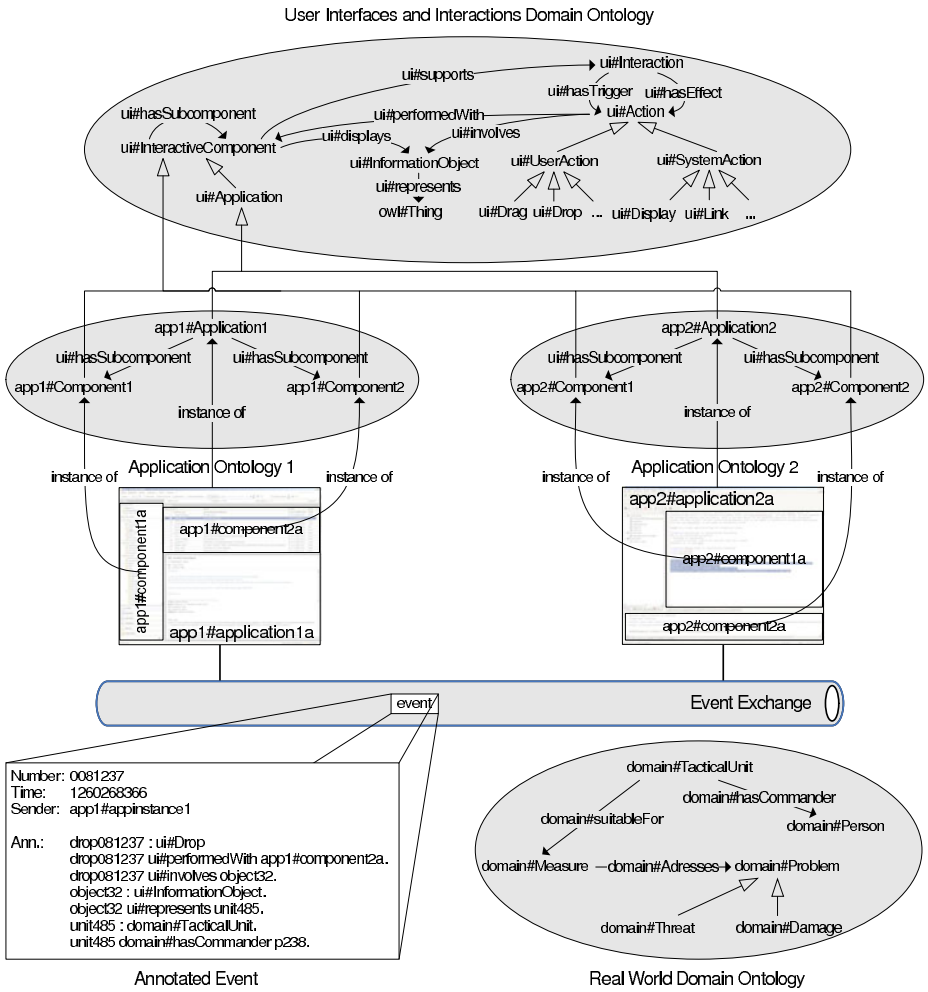 User Interfaces and Interactions Domain Ontology
ui#Interaction
ui#supports
ui#hasTrigger
ui#hasEffect
ui#hasSubcomponent
ui#performedWith
ui#Action
ui#displays
ui#involves
ui#InteractiveComponent
ui#InformationObject
ui#UserAction
ui#SystemAction
ui#represents
ui#Application
owl#Thing
ui#Drag
ui#Drop
...
ui#Display
ui#Link
...
app1#Application1
ui#hasSubcomponent
ui#hasSubcomponent
app1#Component1
app1#Component2
instance of
app2#Application2
ui#hasSubcomponent
ui#hasSubcomponent
app2#Component1
app2#Component2
instance of
Application Ontology 1
instance of
instance of
Application Ontology 2
instance of
instance of
app1#component1a
app1#component2a
app1#application1a
app2#application2a
app2#component1a
app2#component2a
event
Event Exchange
Number: 0081237
Time: 1260268366
Sender: app1#appinstance1
Ann.: drop081237 : ui#Drop
drop081237 ui#performedWith app1#component2a.
drop081237 ui#involves object32.
object32 : ui#InformationObject.
object32 ui#represents unit485.
unit485 : domain#TacticalUnit.
unit485 domain#hasCommander p238.
Annotated Event
domain#TacticalUnit
domain#hasCommander
domain#suitableFor
domain#Person
domain#Measure
domain#Adresses
domain#Problem
domain#Threat
domain#Damage
Real World Domain Ontology